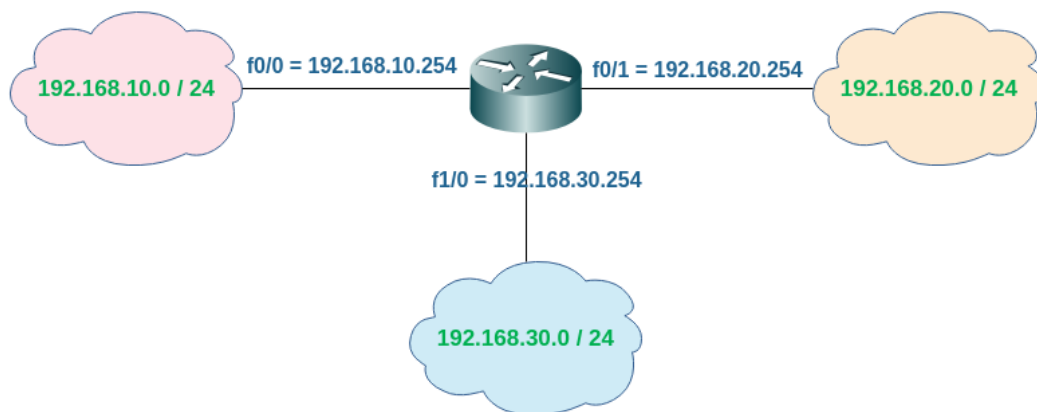 f0/0 = 192.168.10.254
f0/1 = 192.168.20.254
192.168.10.0 / 24
192.168.20.0 / 24
f1/0 = 192.168.30.254
192.168.30.0 / 24